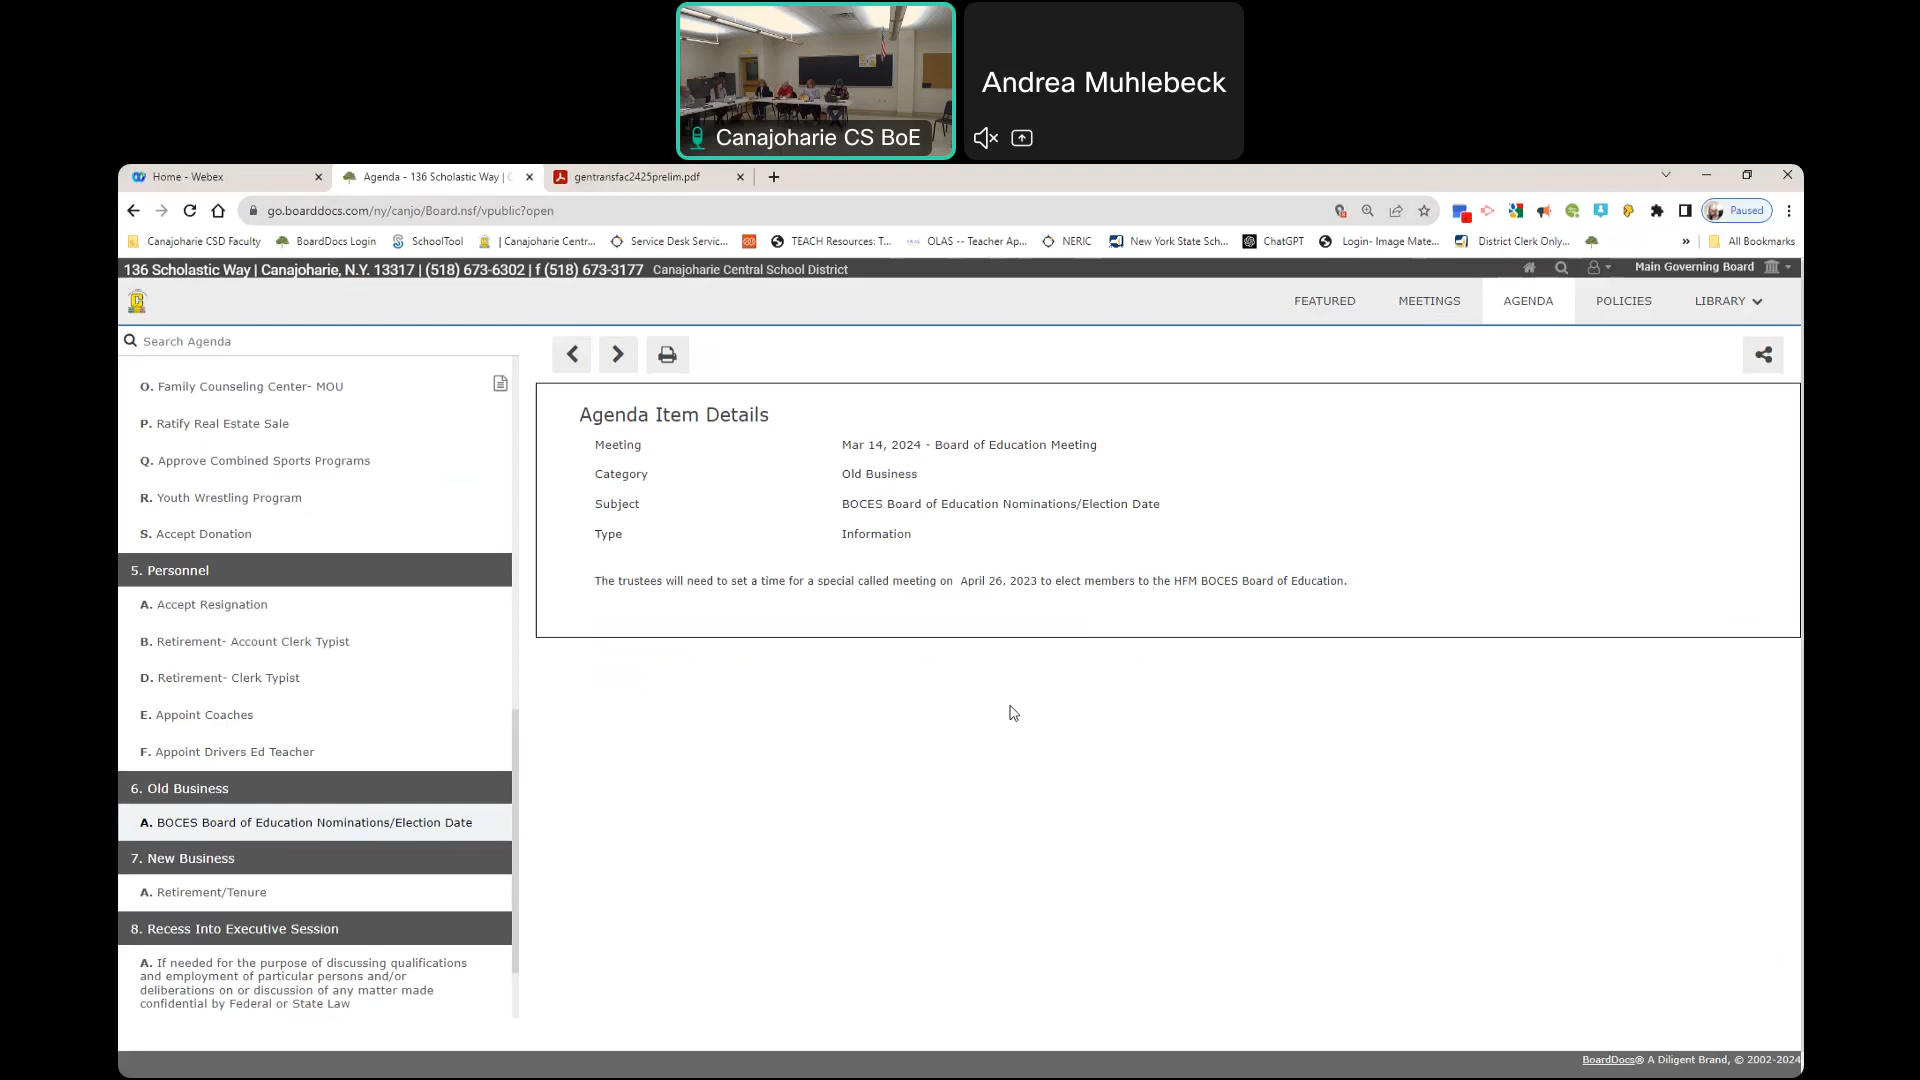 Canajoharie CS BoE
Andrea Muhlebeck
Home - Webex
Agenda - 136 Scholastic Way | C
gentransfac2425prelim.pdf
go.boarddocs.com/ny/canjo/Board.nsf/vpublic?open
Paused
Canajoharie CSD Faculty
BoardDocs Login
SchoolTool
| Canajoharie Centr...
Service Desk Servic...
TEACH Resources: T...
OLAS -- Teacher Ap...
NERIC
New York State Sch...
ChatGPT
Login- Image Mate...
District Clerk Only...
»
All Bookmarks
136 Scholastic Way | Canajoharie, N.Y. 13317 | (518) 673-6302 | f (518) 673-3177 Canajoharie Central School District
Main Governing Board
FEATURED
MEETINGS
AGENDA
POLICIES
LIBRARY
Search Agenda
O. Family Counseling Center- MOU
P. Ratify Real Estate Sale
Q. Approve Combined Sports Programs
R. Youth Wrestling Program
S. Accept Donation
5. Personnel
A. Accept Resignation
B. Retirement- Account Clerk Typist
D. Retirement- Clerk Typist
E. Appoint Coaches
F. Appoint Drivers Ed Teacher
6. Old Business
A. BOCES Board of Education Nominations/Election Date
7. New Business
A. Retirement/Tenure
8. Recess Into Executive Session
A. If needed for the purpose of discussing qualifications
and employment of particular persons and/or
deliberations on or discussion of any matter made
confidential by Federal or State Law
Agenda Item Details
Meeting Mar 14, 2024 - Board of Education Meeting
Category Old Business
Subject BOCES Board of Education Nominations/Election Date
Type Information
The trustees will need to set a time for a special called meeting on April 26, 2023 to elect members to the HFM BOCES Board of Education.
BoardDocs® A Diligent Brand, © 2002-2024